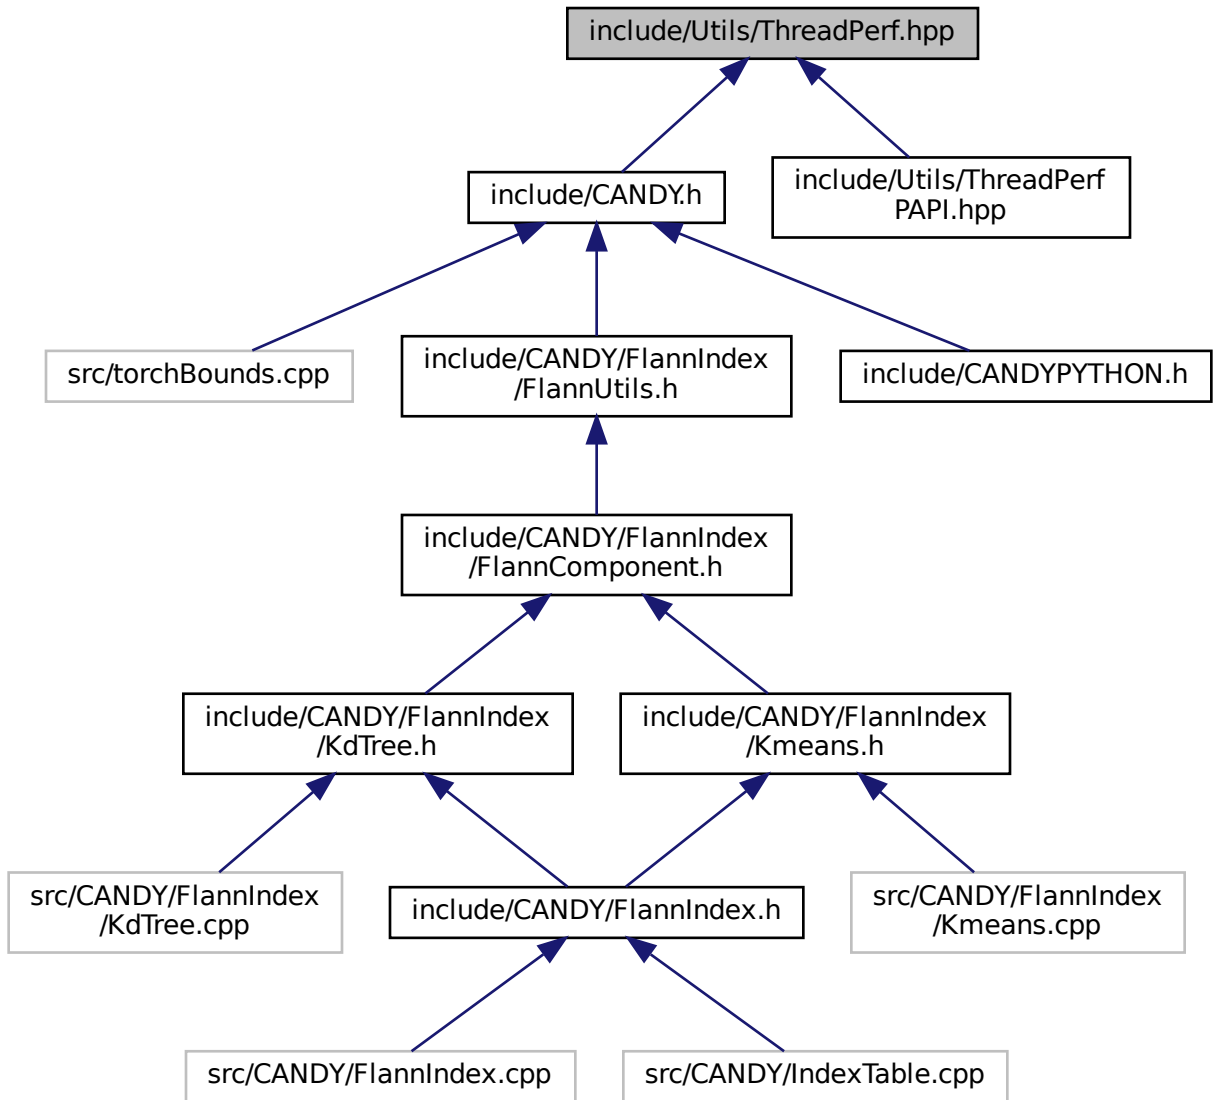 include/Utils/ThreadPerf.hpp
include/CANDY.h
include/Utils/ThreadPerf
PAPI.hpp
src/torchBounds.cpp
include/CANDY/FlannIndex
/FlannUtils.h
include/CANDYPYTHON.h
include/CANDY/FlannIndex
/FlannComponent.h
include/CANDY/FlannIndex
/KdTree.h
include/CANDY/FlannIndex
/Kmeans.h
src/CANDY/FlannIndex
/KdTree.cpp
include/CANDY/FlannIndex.h
src/CANDY/FlannIndex
/Kmeans.cpp
src/CANDY/FlannIndex.cpp
src/CANDY/IndexTable.cpp